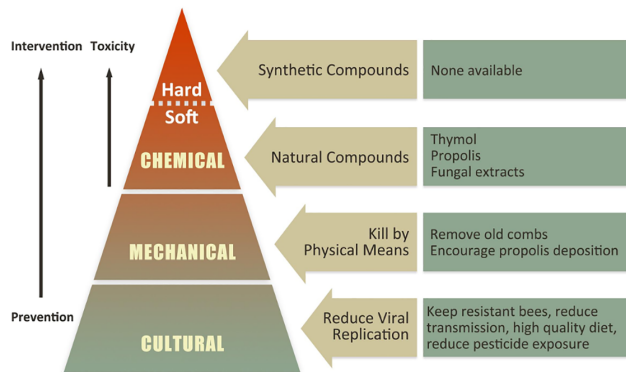 Intervention Toxicity
Synthetic Compounds
None available
Hard
Soft
CHEMICAL
Natural Compounds
Thymol
Propolis
Fungal extracts
MECHANICAL
Kill by
Physical Means
Remove old combs
Encourage propolis deposition
Prevention
CULTURAL
Reduce Viral
Replication
Keep resistant bees, reduce
transmission, high quality diet,
reduce pesticide exposure